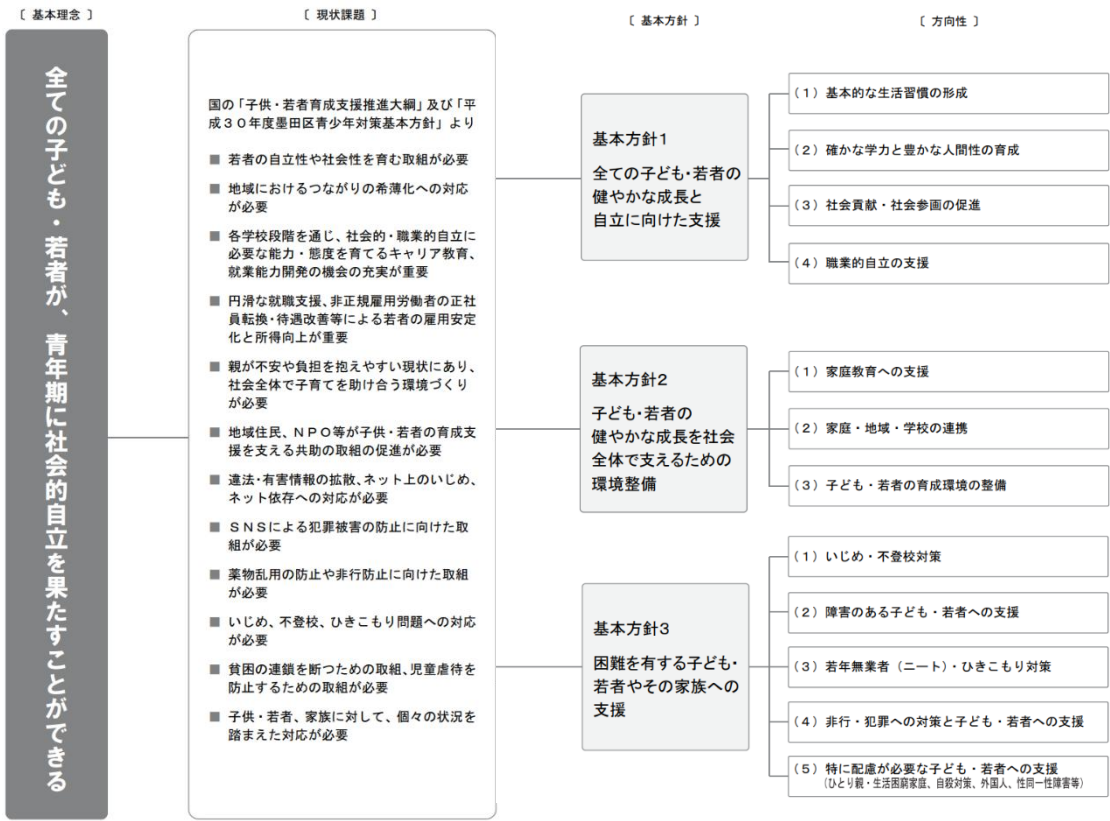 〔 基本理念 〕
〔 現状課題 〕
〔 基本方針 〕
〔 方向性 〕
全ての子ども・若者が、青年期に社会的自立を果たすことができる
国の「子供・若者育成支援推進大綱」及び「平
成３０年度墨田区青少年対策基本方針」より
■ 若者の自立性や社会性を育む取組が必要
■ 地域におけるつながりの希薄化への対応
が必要
■ 各学校段階を通じ、社会的・職業的自立に
必要な能力・態度を育てるキャリア教育、
就業能力開発の機会の充実が重要
■ 円滑な就職支援、非正規雇用労働者の正社
員転換・待遇改善等による若者の雇用安定
化と所得向上が重要
■ 親が不安や負担を抱えやすい現状にあり、
社会全体で子育てを助け合う環境づくり
が必要
■ 地域住民、ＮＰＯ等が子供・若者の育成支
援を支える共助の取組の促進が必要
■ 違法・有害情報の拡散、ネット上のいじめ、
ネット依存への対応が必要
■ ＳＮＳによる犯罪被害の防止に向けた取
組が必要
■ 薬物乱用の防止や非行防止に向けた取組
が必要
■ いじめ、不登校、ひきこもり問題への対応
が必要
■ 貧困の連鎖を断つための取組、児童虐待を
防止するための取組が必要
■ 子供・若者、家族に対して、個々の状況を
踏まえた対応が必要
基本方針１
全ての子ども・若者の
健やかな成長と
自立に向けた支援
（１）基本的な生活習慣の形成
（２）確かな学力と豊かな人間性の育成
（３）社会貢献・社会参画の促進
（４）職業的自立の支援
基本方針２
子ども・若者の
健やかな成長を社会
全体で支えるための
環境整備
（１）家庭教育への支援
（２）家庭・地域・学校の連携
（３）子ども・若者の育成環境の整備
基本方針３
困難を有する子ども・
若者やその家族への
支援
（１）いじめ・不登校対策
（２）障害のある子ども・若者への支援
（３）若年無業者（ニート）・ひきこもり対策
（４）非行・犯罪への対策と子ども・若者への支援
（５）特に配慮が必要な子ども・若者への支援
（ひとり親・生活困窮家庭、自殺対策、外国人、性同一性障害等）